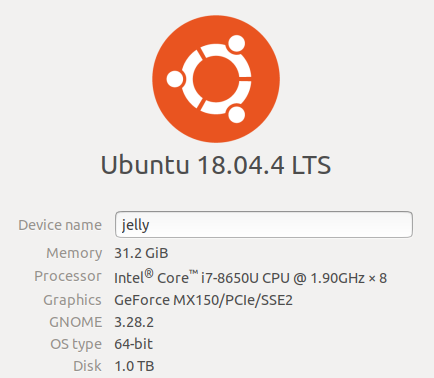 Ubuntu 18.04.4 LTS
Device name jelly
Memory 31.2 GiB
Processor Intel® Core™ i7-8650U CPU @ 1.90GHz × 8
Graphics GeForce MX150/PCIe/SSE2
GNOME 3.28.2
OS type 64-bit
Disk 1.0 TB